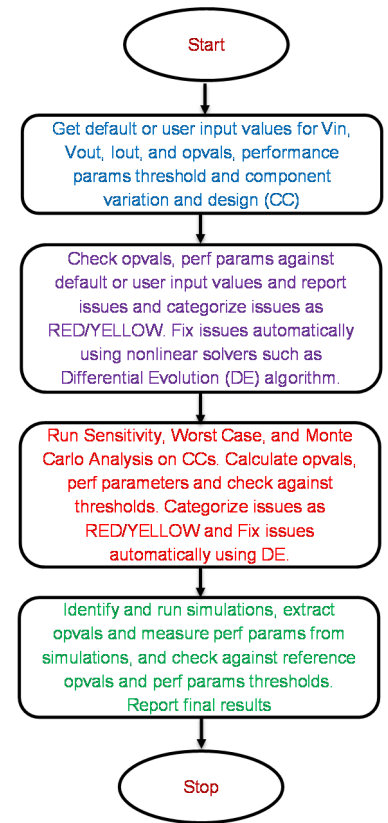 Start
Get default or user input values for Vin,
Vout, Iout, and opvals, performance
params threshold and component
variation and design (CC)
Check opvals, perf params against
default or user input values and report
issues and categorize issues as
RED/YELLOW. Fix issues automatically
using nonlinear solvers such as
Differential Evolution (DE) algorithm.
Run Sensitivity, Worst Case, and Monte
Carlo Analysis on CCs. Calculate opvals,
perf parameters and check against
thresholds. Categorize issues as
RED/YELLOW and Fix issues
automatically using DE.
Identify and run simulations, extract
opvals and measure perf params from
simulations, and check against reference
opvals and perf params thresholds.
Report final results
Stop